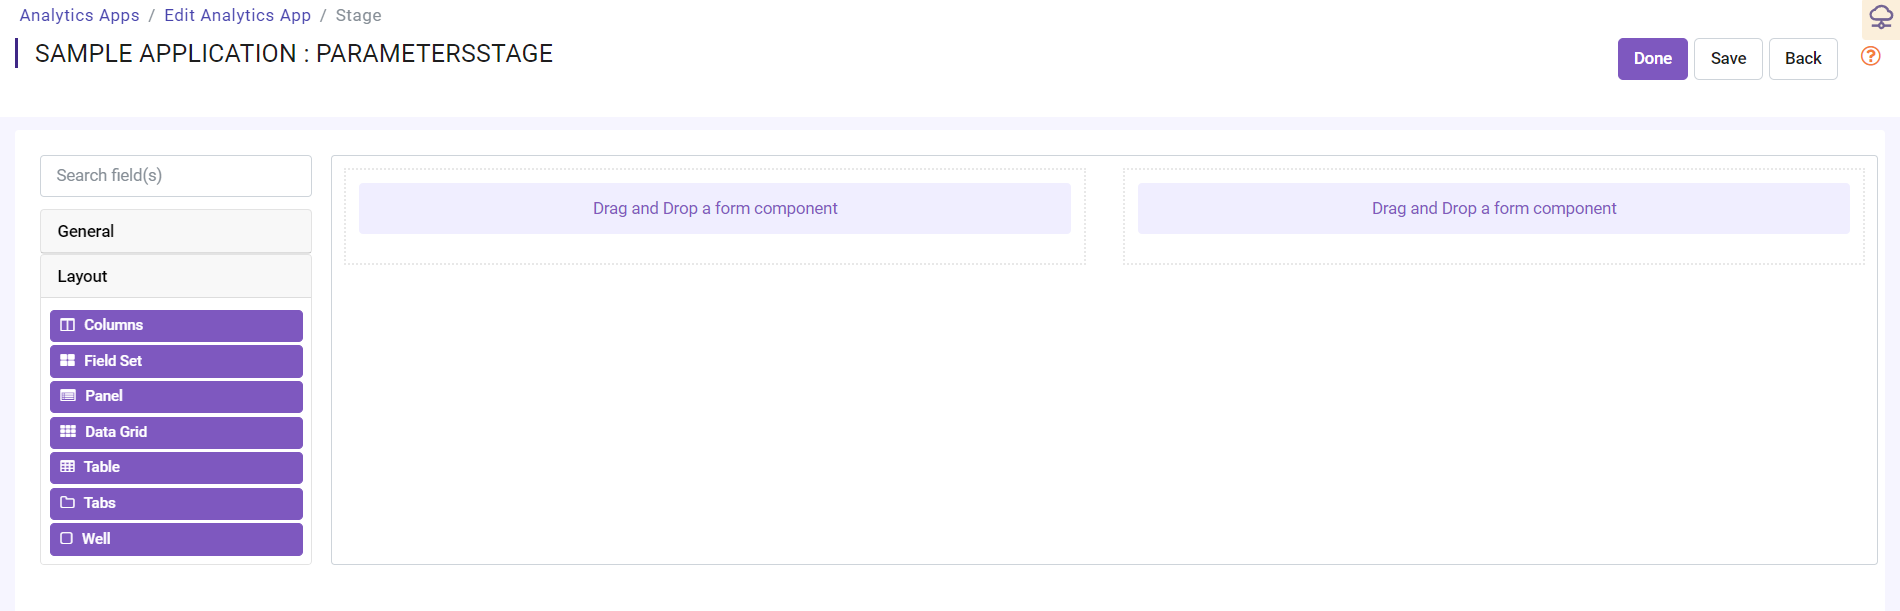 Analytics Apps / Edit Analytics App / Stage
SAMPLE APPLICATION : PARAMETERSSTAGE
Done
Save
Back
?
Search field(s)
General
Layout
Columns
Field Set
Panel
Data Grid
Table
Tabs
Well
Drag and Drop a form component
Drag and Drop a form component